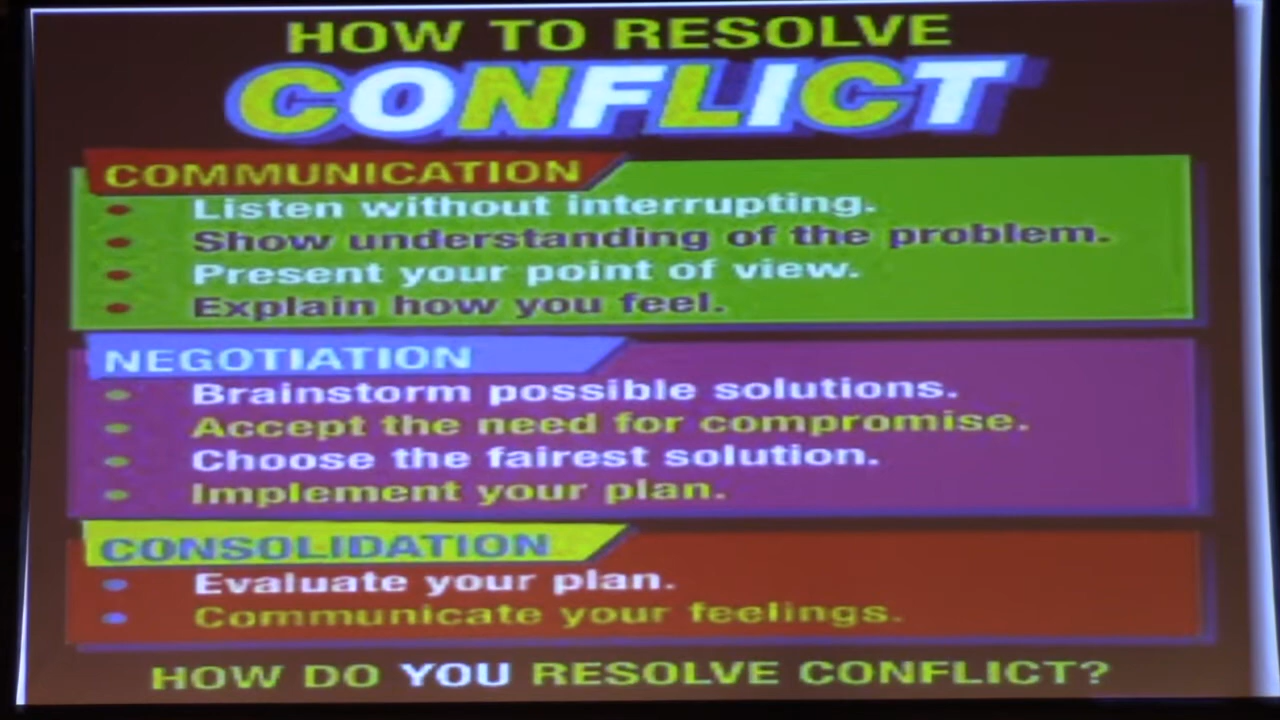 HOW TO RESOLVE
CONFLICT
COMMUNICATION
• Listen without interrupting.
• Show understanding of the problem.
• Present your point of view.
• Explain how you feel.
NEGOTIATION
• Brainstorm possible solutions.
• Accept the need for compromise.
• Choose the fairest solution.
• Implement your plan.
CONSOLIDATION
• Evaluate your plan.
• Communicate your feelings.
HOW DO YOU RESOLVE CONFLICT?